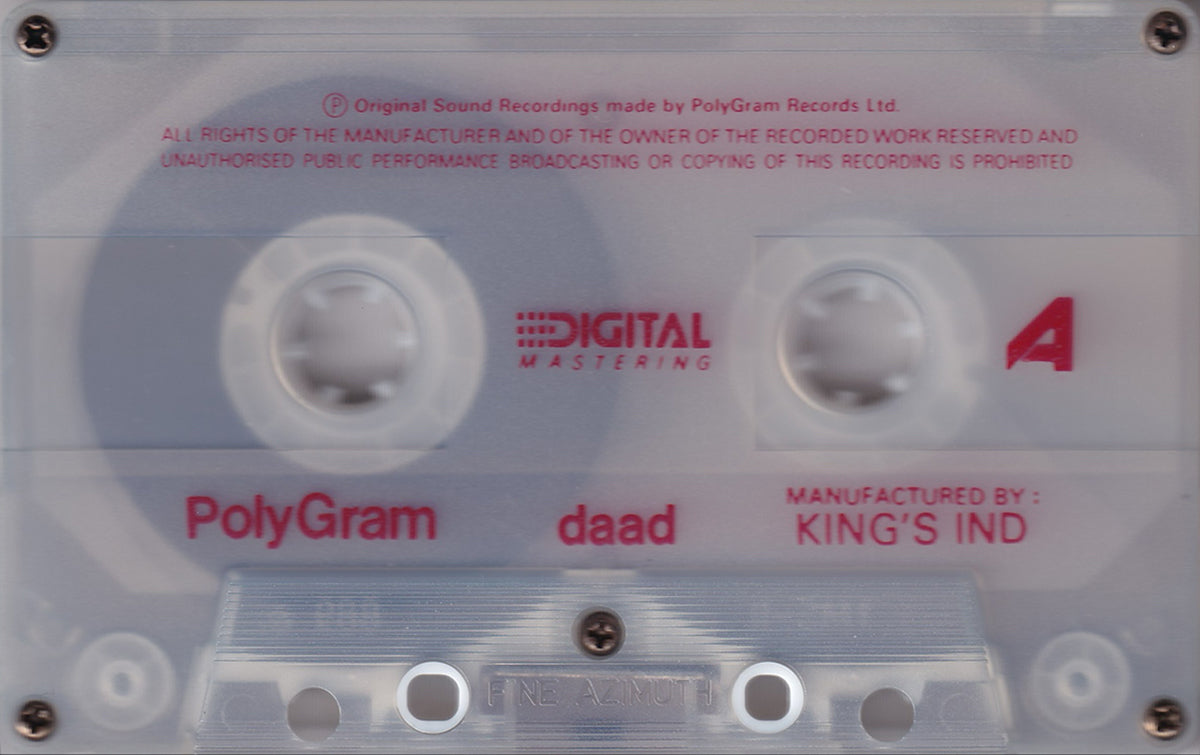 Ⓟ Original Sound Recordings made by PolyGram Records Ltd.
ALL RIGHTS OF THE MANUFACTURER AND OF THE OWNER OF THE RECORDED WORK RESERVED AND
UNAUTHORISED PUBLIC PERFORMANCE BROADCASTING OR COPYING OF THIS RECORDING IS PROHIBITED
DIGITAL
MASTERING
A
PolyGram
daad
MANUFACTURED BY :
KING'S IND
FINE AZIMUTH